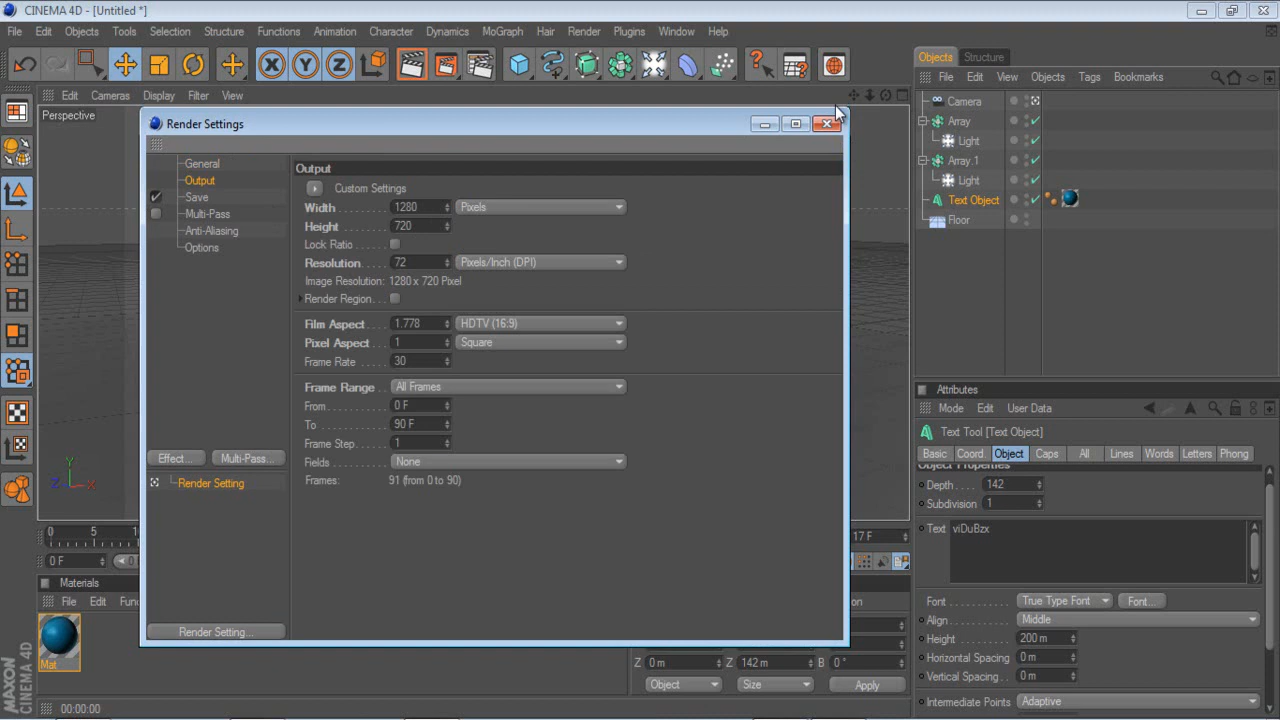 CINEMA 4D - [Untitled *]
File Edit Objects Tools Selection Structure Functions Animation Character Dynamics MoGraph Hair Render Plugins Window Help
Objects Structure
File Edit View Objects Tags Bookmarks
Edit Cameras Display Filter View
Perspective
Camera
Array
Light
Array.1
Light
Text Object
Floor
Render Settings
General
Output
Save
Multi-Pass
Anti-Aliasing
Options
Effect... Multi-Pass...
Render Setting
Render Setting...
Output
Custom Settings
Width 1280 Pixels
Height 720
Lock Ratio
Resolution 72 Pixels/Inch (DPI)
Image Resolution: 1280 x 720 Pixel
Render Region
Film Aspect 1.778 HDTV (16:9)
Pixel Aspect 1 Square
Frame Rate 30
Frame Range All Frames
From 0 F
To 90 F
Frame Step 1
Fields None
Frames: 91 (from 0 to 90)
Y
X
Z
0 5 10
17 F
0 F
Materials
File Edit Func
Mat
Z 0 m Z 142 m B 0 °
Object Size Apply
Attributes
Mode Edit User Data
Text Tool [Text Object]
Basic Coord Object Caps All Lines Words Letters Phong
Object Properties
Depth 142
Subdivision 1
Text viDuBzx
Font True Type Font Font...
Align Middle
Height 200 m
Horizontal Spacing 0 m
Vertical Spacing 0 m
Intermediate Points Adaptive
00:00:00
MAXON
CINEMA 4D